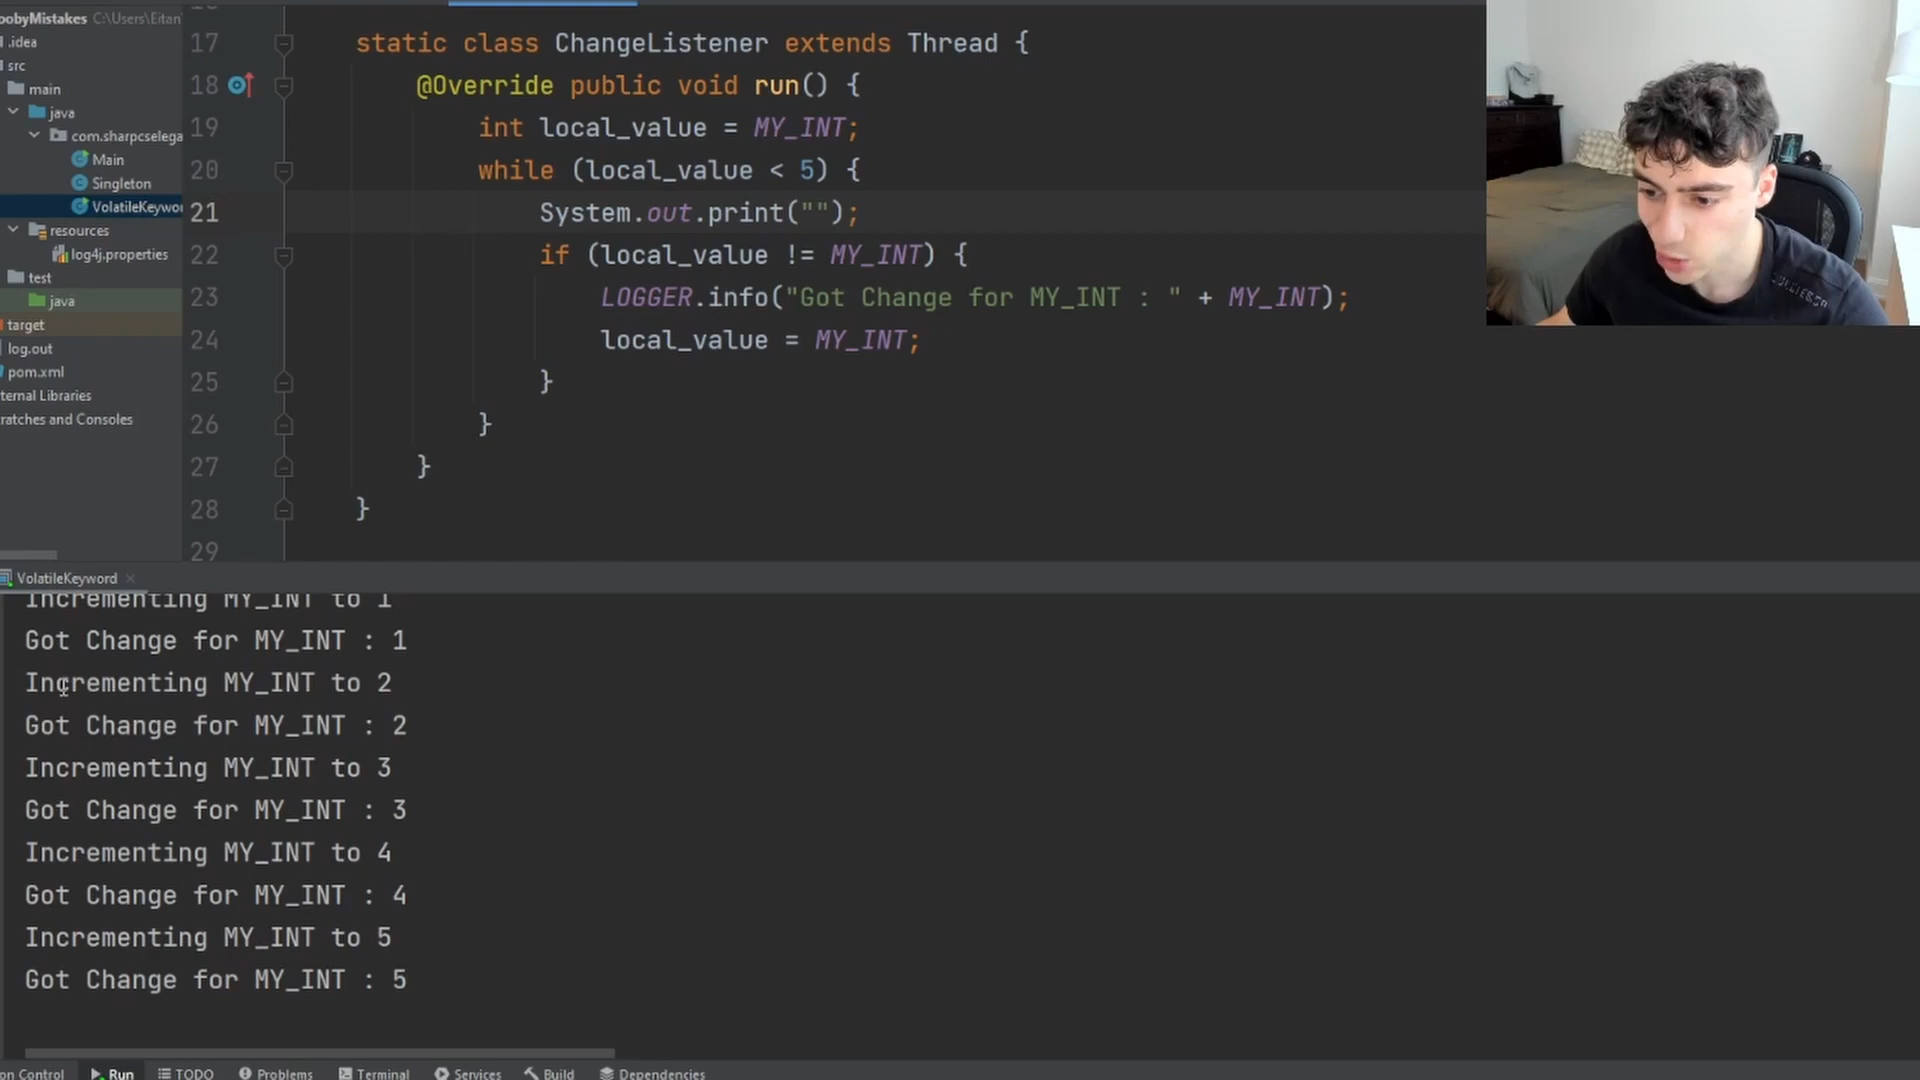 oobyMistakes C:\Users\Eitan
.idea
src
main
java
com.sharpcselega
Main
Singleton
VolatileKeywor
resources
log4j.properties
test
java
target
log.out
pom.xml
ternal Libraries
ratches and Consoles
17 static class ChangeListener extends Thread {
18 @Override public void run() {
19 int local_value = MY_INT;
20 while (local_value < 5) {
21 System.out.print("");
22 if (local_value != MY_INT) {
23 LOGGER.info("Got Change for MY_INT : " + MY_INT);
24 local_value = MY_INT;
25 }
26 }
27 }
28 }
29
VolatileKeyword
Incrementing MY_INT to 1
Got Change for MY_INT : 1
Incrementing MY_INT to 2
Got Change for MY_INT : 2
Incrementing MY_INT to 3
Got Change for MY_INT : 3
Incrementing MY_INT to 4
Got Change for MY_INT : 4
Incrementing MY_INT to 5
Got Change for MY_INT : 5
on Control Run TODO Problems Terminal Services Build Dependencies